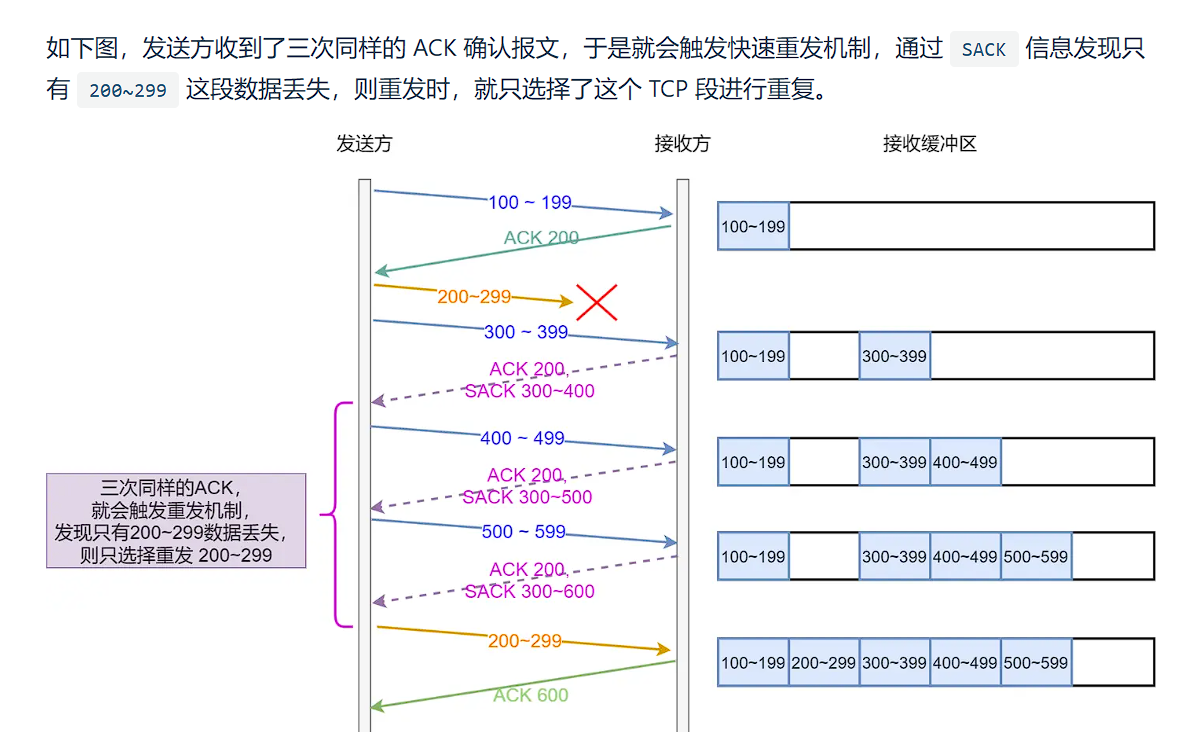 如下图，发送方收到了三次同样的 ACK 确认报文，于是就会触发快速重发机制，通过 SACK 信息发现只
有 200~299 这段数据丢失，则重发时，就只选择了这个 TCP 段进行重复。
发送方 接收方 接收缓冲区
100 ~ 199
100~199
ACK 200
200~299
300 ~ 399
100~199 300~399
ACK 200,
SACK 300~400
400 ~ 499
100~199 300~399 400~499
ACK 200,
SACK 300~500
三次同样的ACK，
就会触发重发机制，
发现只有200~299数据丢失，
则只选择重发 200~299
500 ~ 599
100~199 300~399 400~499 500~599
ACK 200,
SACK 300~600
200~299
100~199 200~299 300~399 400~499 500~599
ACK 600